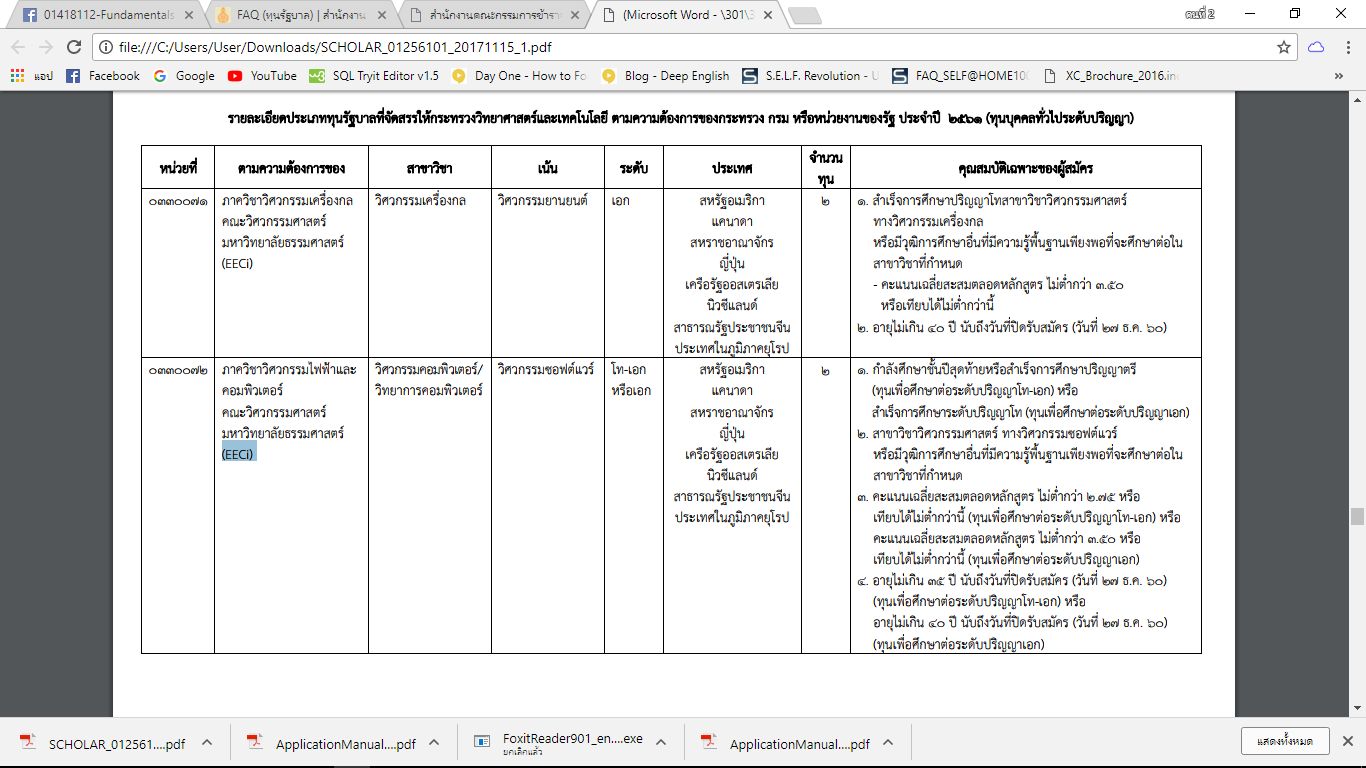 01418112-Fundamentals
FAQ (ทุนรัฐบาล) | สำนักงาน
สำนักงานคณะกรรมการข้ารา
(Microsoft Word - \301\3
คนที่ 2
file:///C:/Users/User/Downloads/SCHOLAR_01256101_20171115_1.pdf
แอป
Facebook
Google
YouTube
SQL Tryit Editor v1.5
Day One - How to Fo
Blog - Deep English
S.E.L.F. Revolution - U
FAQ_SELF@HOME100
XC_Brochure_2016.in
»
รายละเอียดประเภททุนรัฐบาลที่จัดสรรให้กระทรวงวิทยาศาสตร์และเทคโนโลยี ตามความต้องการของกระทรวง กรม หรือหน่วยงานของรัฐ ประจำปี ๒๕๖๑ (ทุนบุคคลทั่วไประดับปริญญา)
หน่วยที่
ตามความต้องการของ
สาขาวิชา
เน้น
ระดับ
ประเทศ
จำนวน
ทุน
คุณสมบัติเฉพาะของผู้สมัคร
๐๓๓๐๐๗๑
ภาควิชาวิศวกรรมเครื่องกล
คณะวิศวกรรมศาสตร์
มหาวิทยาลัยธรรมศาสตร์
(EECi)
วิศวกรรมเครื่องกล
วิศวกรรมยานยนต์
เอก
สหรัฐอเมริกา
แคนาดา
สหราชอาณาจักร
ญี่ปุ่น
เครือรัฐออสเตรเลีย
นิวซีแลนด์
สาธารณรัฐประชาชนจีน
ประเทศในภูมิภาคยุโรป
๒
๑. สำเร็จการศึกษาปริญญาโทสาขาวิชาวิศวกรรมศาสตร์
ทางวิศวกรรมเครื่องกล
หรือมีวุฒิการศึกษาอื่นที่มีความรู้พื้นฐานเพียงพอที่จะศึกษาต่อใน
สาขาวิชาที่กำหนด
- คะแนนเฉลี่ยสะสมตลอดหลักสูตร ไม่ต่ำกว่า ๓.๕๐
หรือเทียบได้ไม่ต่ำกว่านี้
๒. อายุไม่เกิน ๔๐ ปี นับถึงวันที่ปิดรับสมัคร (วันที่ ๒๗ ธ.ค. ๖๐)
๐๓๓๐๐๗๒
ภาควิชาวิศวกรรมไฟฟ้าและ
คอมพิวเตอร์
คณะวิศวกรรมศาสตร์
มหาวิทยาลัยธรรมศาสตร์
(EECi)
วิศวกรรมคอมพิวเตอร์/
วิทยาการคอมพิวเตอร์
วิศวกรรมซอฟต์แวร์
โท-เอก
หรือเอก
สหรัฐอเมริกา
แคนาดา
สหราชอาณาจักร
ญี่ปุ่น
เครือรัฐออสเตรเลีย
นิวซีแลนด์
สาธารณรัฐประชาชนจีน
ประเทศในภูมิภาคยุโรป
๒
๑. กำลังศึกษาชั้นปีสุดท้ายหรือสำเร็จการศึกษาปริญญาตรี
(ทุนเพื่อศึกษาต่อระดับปริญญาโท-เอก) หรือ
สำเร็จการศึกษาระดับปริญญาโท (ทุนเพื่อศึกษาต่อระดับปริญญาเอก)
๒. สาขาวิชาวิศวกรรมศาสตร์ ทางวิศวกรรมซอฟต์แวร์
หรือมีวุฒิการศึกษาอื่นที่มีความรู้พื้นฐานเพียงพอที่จะศึกษาต่อใน
สาขาวิชาที่กำหนด
๓. คะแนนเฉลี่ยสะสมตลอดหลักสูตร ไม่ต่ำกว่า ๒.๗๕ หรือ
เทียบได้ไม่ต่ำกว่านี้ (ทุนเพื่อศึกษาต่อระดับปริญญาโท-เอก) หรือ
คะแนนเฉลี่ยสะสมตลอดหลักสูตร ไม่ต่ำกว่า ๓.๕๐ หรือ
เทียบได้ไม่ต่ำกว่านี้ (ทุนเพื่อศึกษาต่อระดับปริญญาเอก)
๔. อายุไม่เกิน ๓๕ ปี นับถึงวันที่ปิดรับสมัคร (วันที่ ๒๗ ธ.ค. ๖๐)
(ทุนเพื่อศึกษาต่อระดับปริญญาโท-เอก) หรือ
อายุไม่เกิน ๔๐ ปี นับถึงวันที่ปิดรับสมัคร (วันที่ ๒๗ ธ.ค. ๖๐)
(ทุนเพื่อศึกษาต่อระดับปริญญาเอก)
SCHOLAR_012561....pdf
ApplicationManual....pdf
FoxitReader901_en....exe
ยกเลิกแล้ว
ApplicationManual....pdf
แสดงทั้งหมด